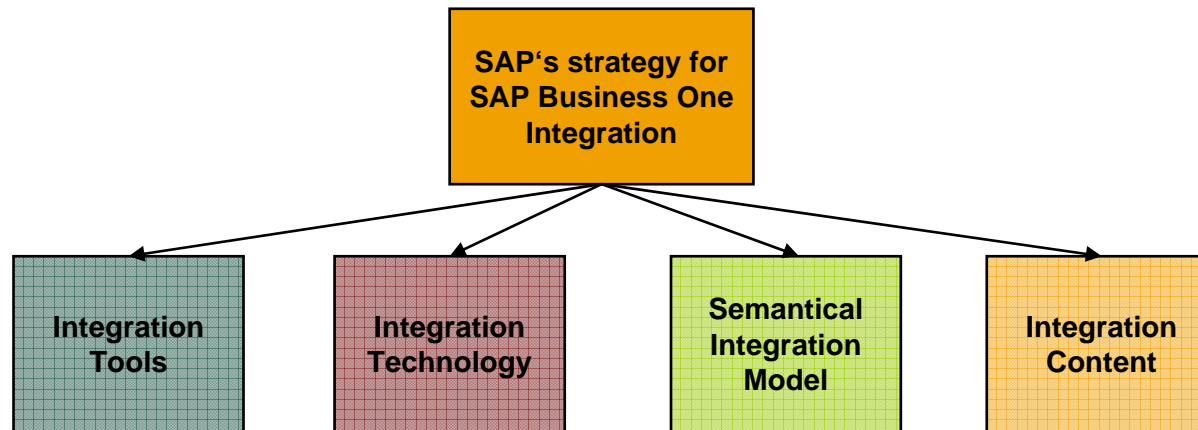 SAP‘s strategy for
SAP Business One
Integration
Integration
Tools
Integration
Technology
Semantical
Integration
Model
Integration
Content